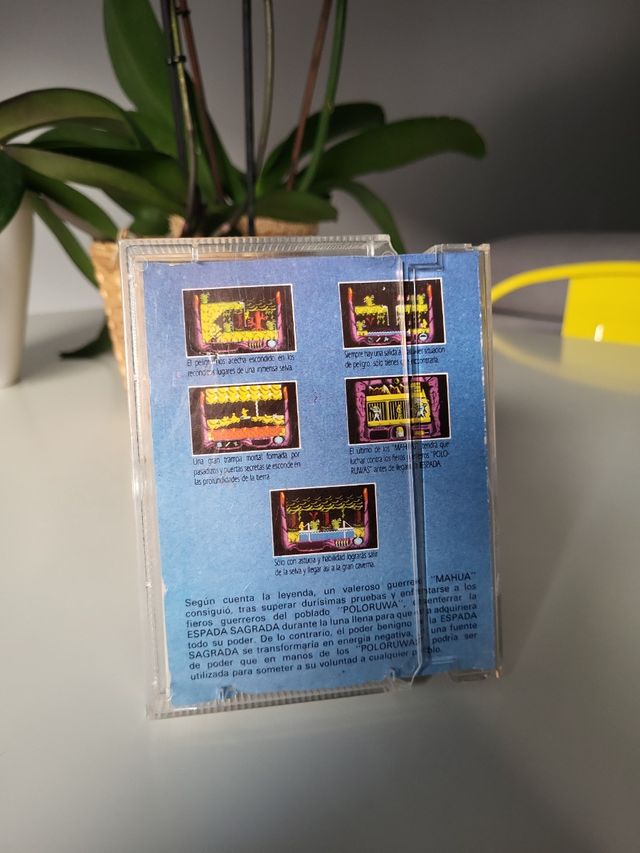 El peligro nos acecha escondido en los
recónditos lugares de una inmensa selva.
Siempre hay una salida a cualquier situación
de peligro, sólo tienes que encontrarla.
Una gran trampa mortal formada por
pasadizos y puertas secretas se esconde en
las profundidades de la tierra.
El último de los "MAHUA" tendrá que
luchar contra los fieros guerreros "POLO-
RUWAS" antes de llegar a la ESPADA
Sólo con astucia y habilidad lograrás salir
de la selva y llegar así a la gran caverna.
Según cuenta la leyenda, un valeroso guerrero "MAHUA"
consiguió, tras superar durísimas pruebas y enfrentarse a los
fieros guerreros del poblado "POLORUWA", desenterrar la
ESPADA SAGRADA durante la luna llena para que ésta adquiriera
todo su poder. De lo contrario, el poder benigno de la ESPADA
SAGRADA se transformaría en energía negativa, una fuente
de poder que en manos de los "POLORUWAS" podría ser
utilizada para someter a su voluntad a cualquier pueblo.